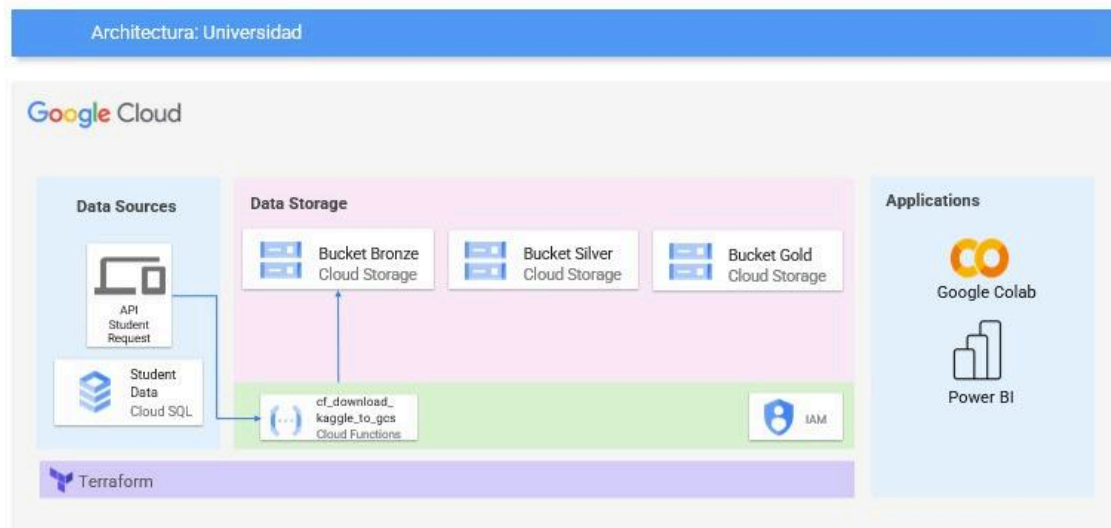 Architectura: Universidad
Google Cloud
Data Sources
API
Student
Request
Student
Data
Cloud SQL
Data Storage
Bucket Bronze
Cloud Storage
Bucket Silver
Cloud Storage
Bucket Gold
Cloud Storage
cf_download_
kaggle_to_gcs
Cloud Functions
IAM
Applications
Google Colab
Power BI
Terraform